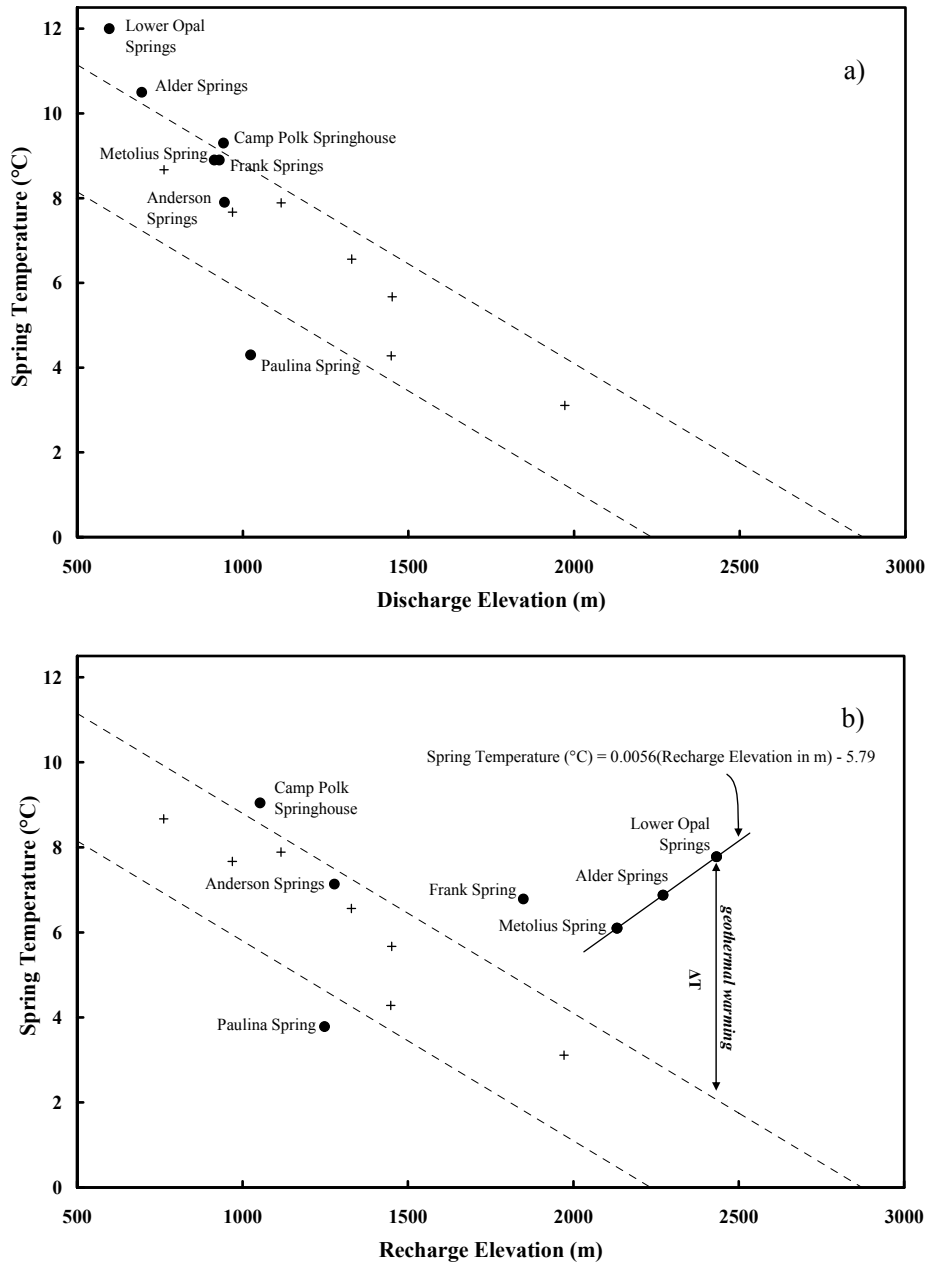 12
10
8
6
4
2
0
Spring Temperature (°C)
a)
Lower Opal
Springs
Alder Springs
Camp Polk Springhouse
Metolius Spring
Frank Springs
Anderson
Springs
Paulina Spring
500
1000
1500
2000
2500
3000
Discharge Elevation (m)
12
10
8
6
4
2
0
Spring Temperature (°C)
b)
Spring Temperature (°C) = 0.0056(Recharge Elevation in m) - 5.79
Camp Polk
Springhouse
Lower Opal
Springs
Anderson Springs
Frank Spring
Alder Springs
Metolius Spring
geothermal warming
ΔT
Paulina Spring
500
1000
1500
2000
2500
3000
Recharge Elevation (m)